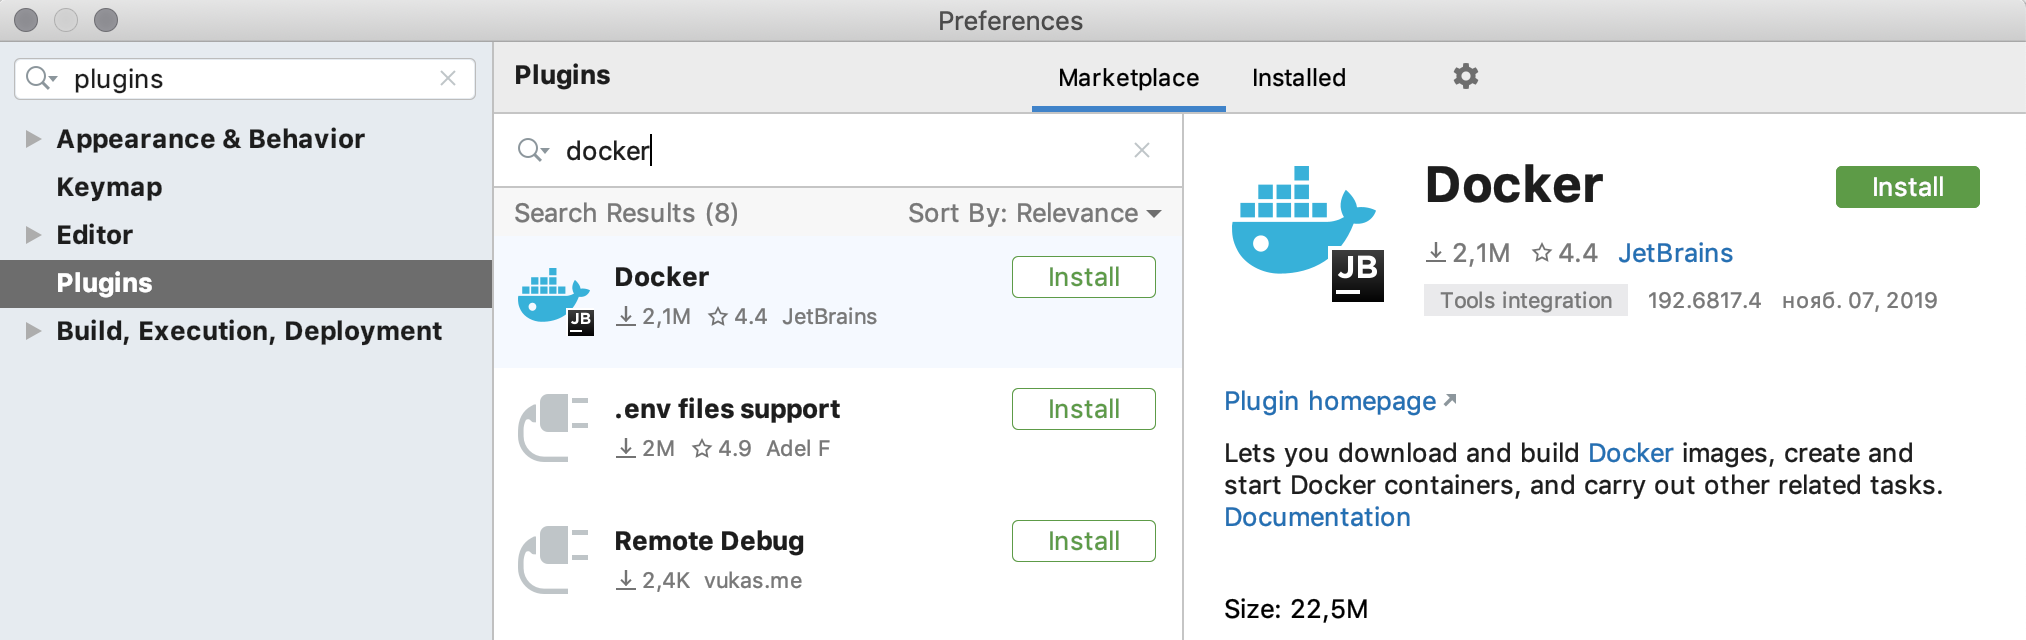 Preferences
plugins
Appearance & Behavior
Keymap
Editor
Plugins
Build, Execution, Deployment
Plugins
Marketplace
Installed
docker
Search Results (8)
Sort By: Relevance
Docker
Install
2,1M 4.4 JetBrains
JB
.env files support
Install
2M 4.9 Adel F
Remote Debug
Install
2,4K vukas.me
JB
Docker
Install
2,1M 4.4 JetBrains
Tools integration 192.6817.4 нояб. 07, 2019
Plugin homepage
Lets you download and build Docker images, create and
start Docker containers, and carry out other related tasks.
Documentation
Size: 22,5M